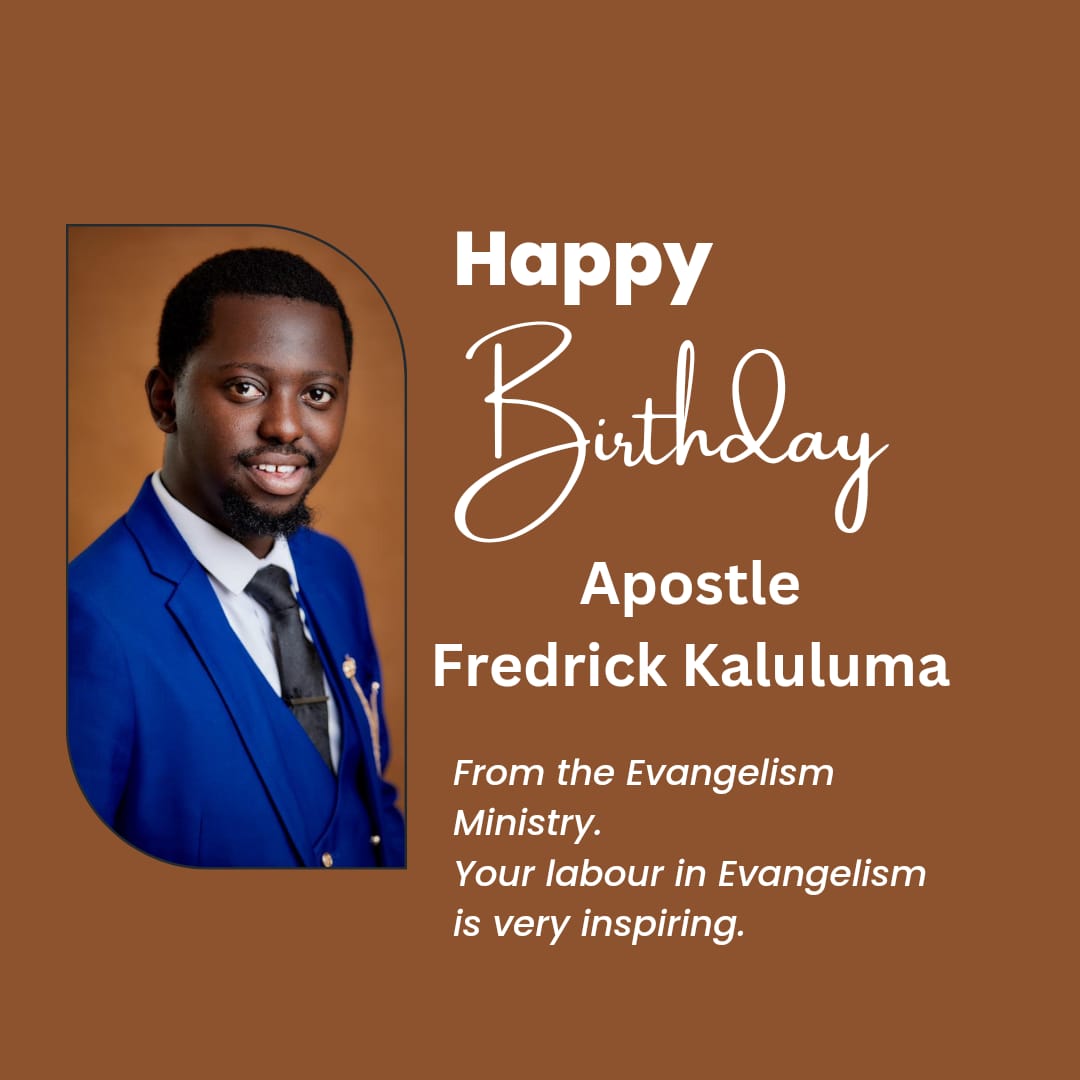 Happy
Birthday
Apostle
Fredrick Kaluluma
From the Evangelism
Ministry.
Your labour in Evangelism
is very inspiring.